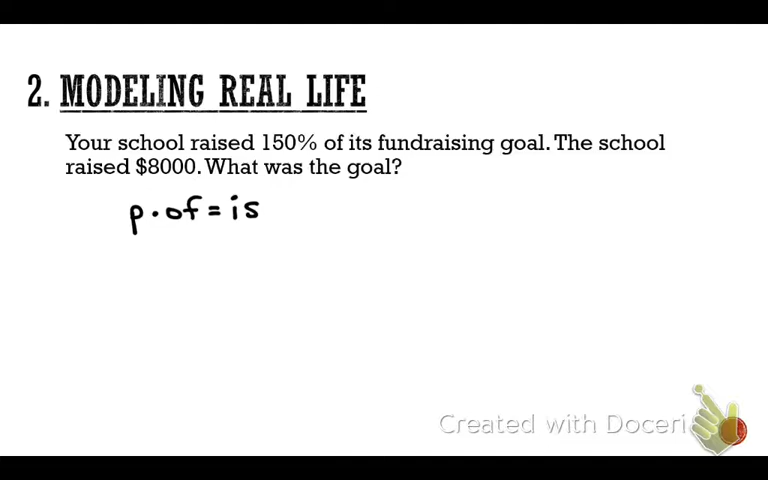 2. MODELING REAL LIFE
Your school raised 150% of its fundraising goal. The school
raised $8000. What was the goal?
p·of=is
Created with Doceri